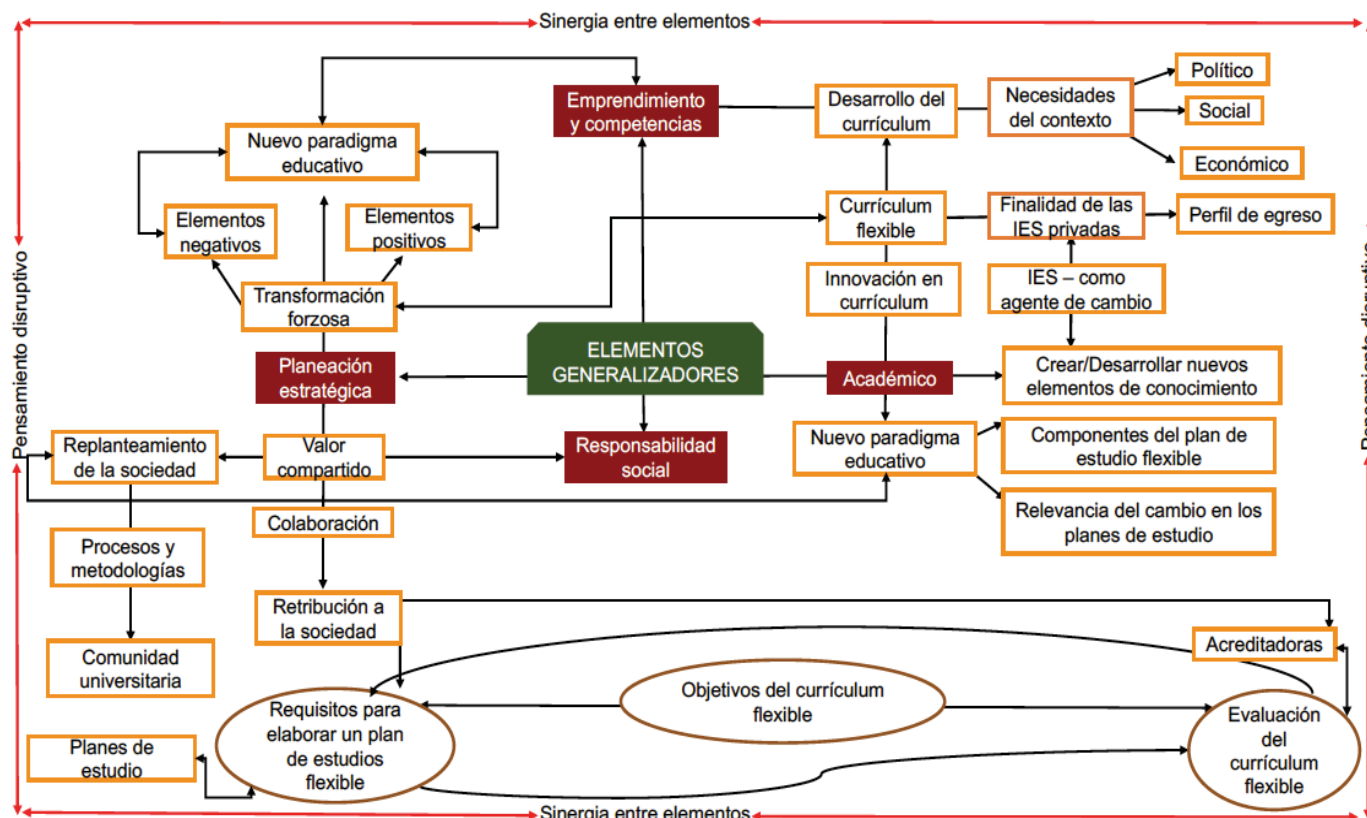 Sinergia entre elementos
Político
Emprendimiento
y competencias
Desarrollo del
currículum
Necesidades
del contexto
Social
Nuevo paradigma
educativo
Económico
Elementos
negativos
Elementos
positivos
Currículum
flexible
Finalidad de las
IES privadas
Perfil de egreso
Pensamiento disruptivo
Transformación
forzosa
Innovación en
currículum
IES – como
agente de cambio
Pensamiento disruptivo
Planeación
estratégica
ELEMENTOS
GENERALIZADORES
Académico
Crear/Desarrollar nuevos
elementos de conocimiento
Replanteamiento
de la sociedad
Valor
compartido
Responsabilidad
social
Nuevo paradigma
educativo
Componentes del plan de
estudio flexible
Colaboración
Relevancia del cambio en los
planes de estudio
Procesos y
metodologías
Retribución a
la sociedad
Acreditadoras
Comunidad
universitaria
Objetivos del currículum
flexible
Requisitos para
elaborar un plan
de estudios
flexible
Evaluación
del
currículum
flexible
Planes de
estudio
Sinergia entre elementos